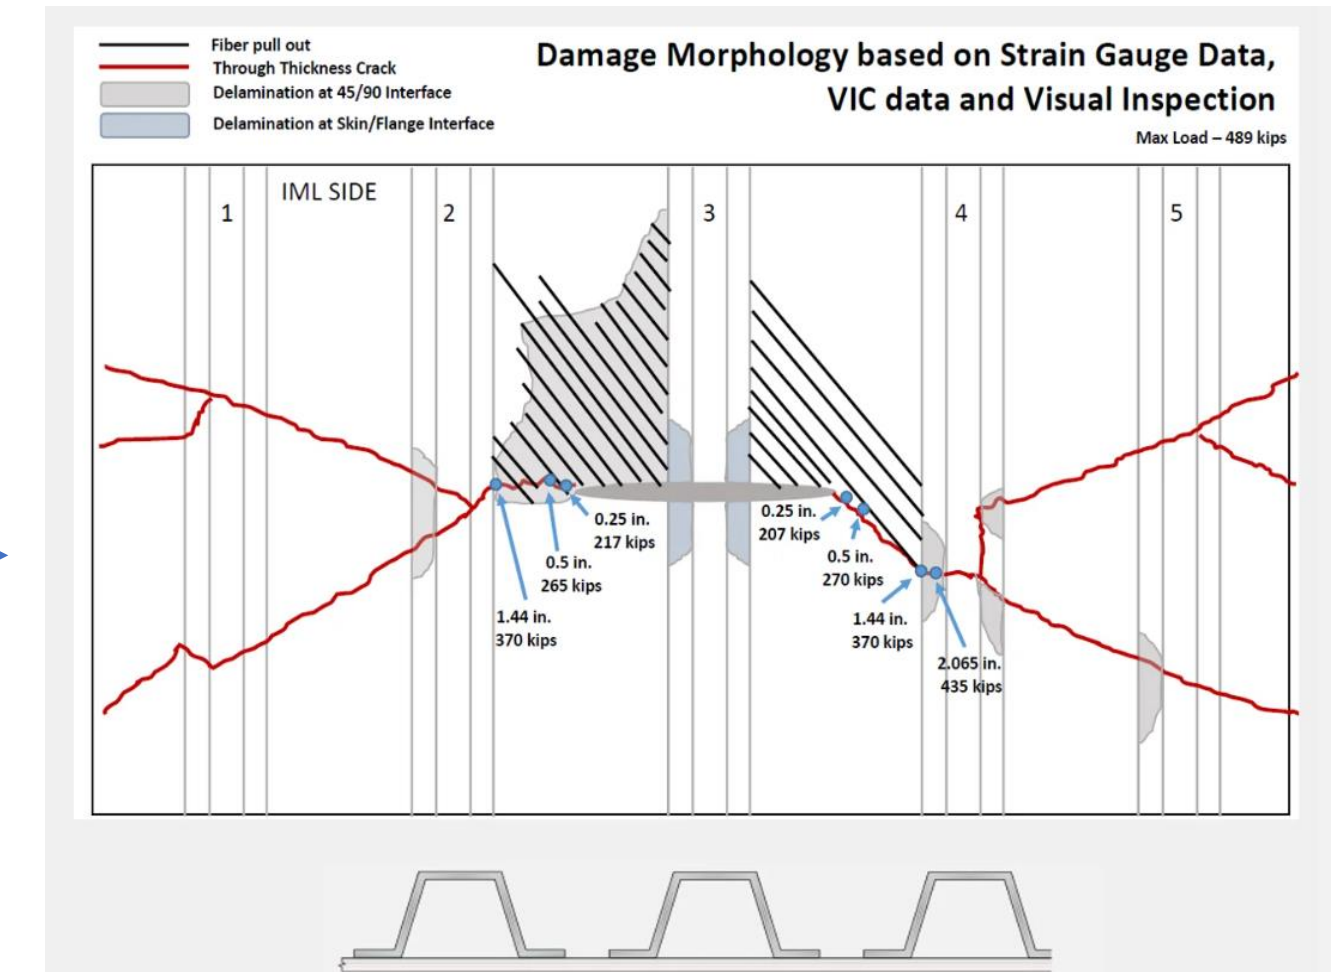 Fiber pull out
Through Thickness Crack
Delamination at 45/90 Interface
Delamination at Skin/Flange Interface
Damage Morphology based on Strain Gauge Data,
VIC data and Visual Inspection
Max Load – 489 kips
IML SIDE
1
2
3
4
5
0.25 in.
217 kips
0.5 in.
265 kips
1.44 in.
370 kips
0.25 in.
207 kips
0.5 in.
270 kips
1.44 in.
370 kips
2.065 in.
435 kips